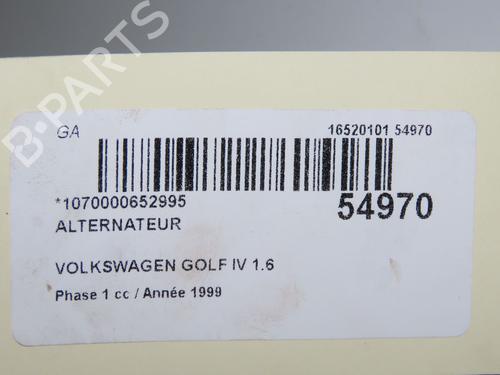 B-PARTS
GA
16520101 54970
*1070000652995
54970
ALTERNATEUR
VOLKSWAGEN GOLF IV 1.6
Phase 1 cc / Année 1999